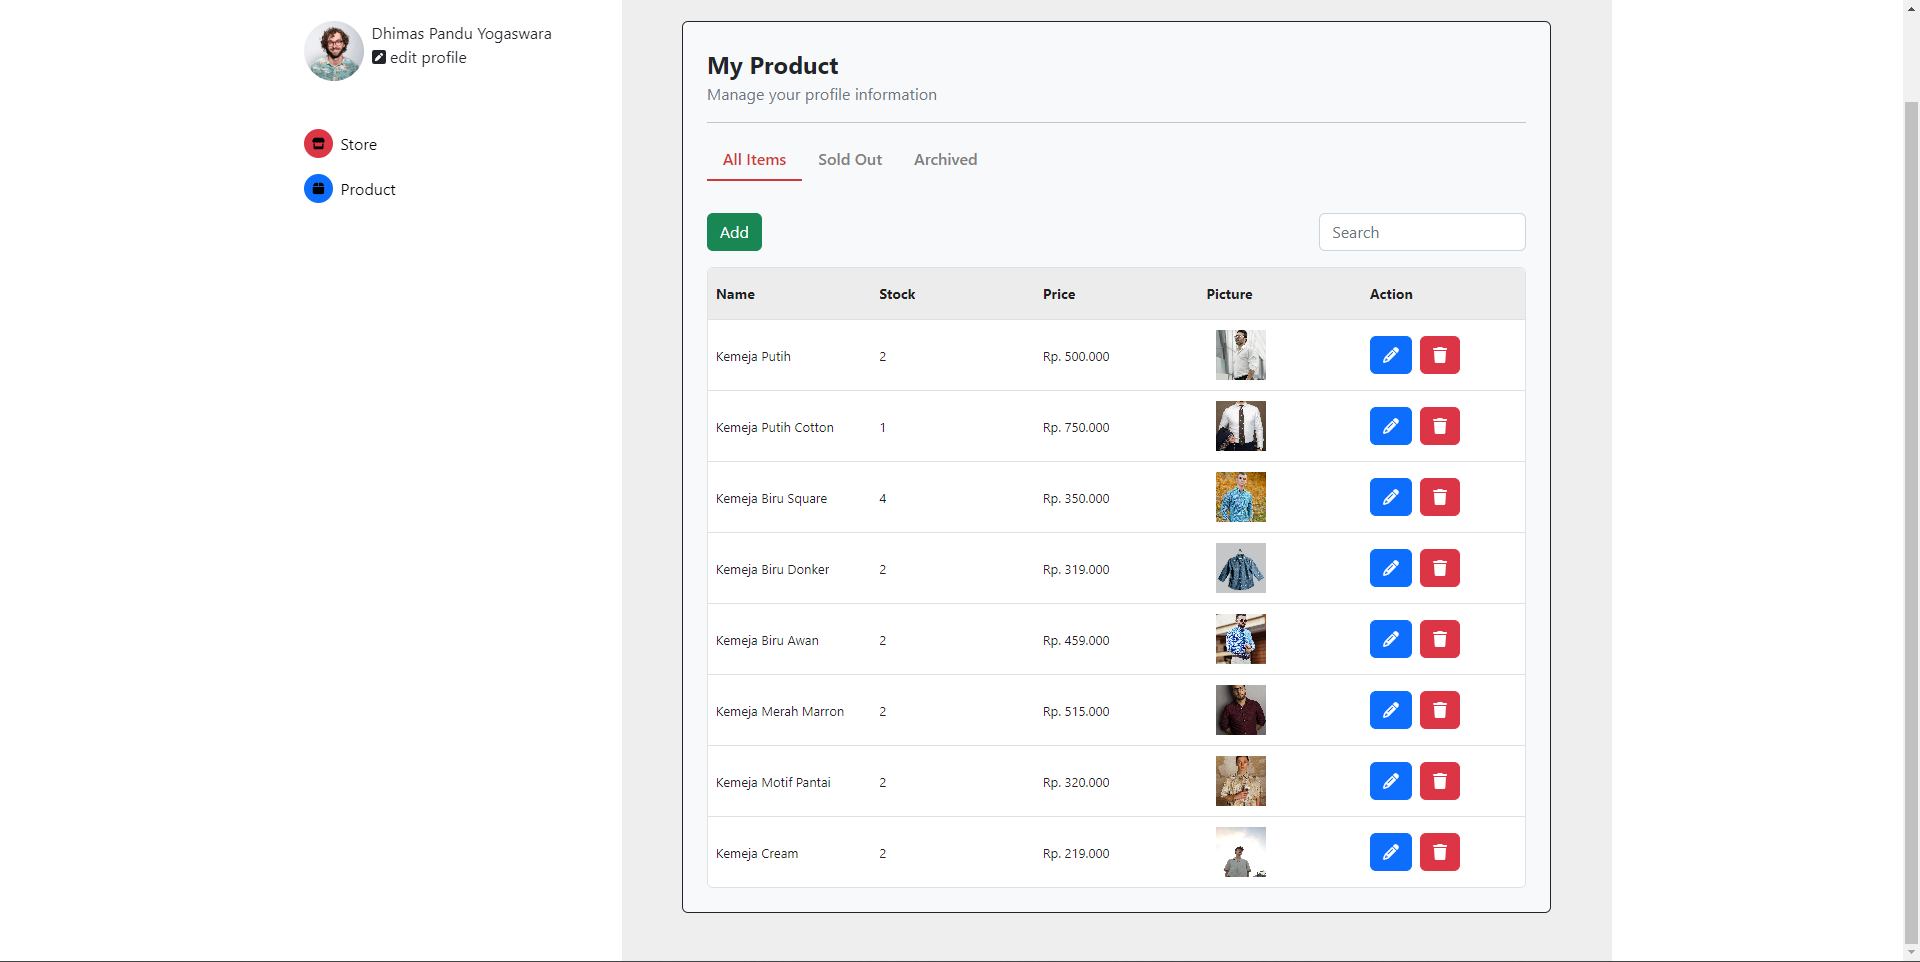 Dhimas Pandu Yogaswara
edit profile
Store
Product
My Product
Manage your profile information
All Items Sold Out Archived
Add Search
Name Stock Price Picture Action
Kemeja Putih 2 Rp. 500.000
Kemeja Putih Cotton 1 Rp. 750.000
Kemeja Biru Square 4 Rp. 350.000
Kemeja Biru Donker 2 Rp. 319.000
Kemeja Biru Awan 2 Rp. 459.000
Kemeja Merah Marron 2 Rp. 515.000
Kemeja Motif Pantai 2 Rp. 320.000
Kemeja Cream 2 Rp. 219.000